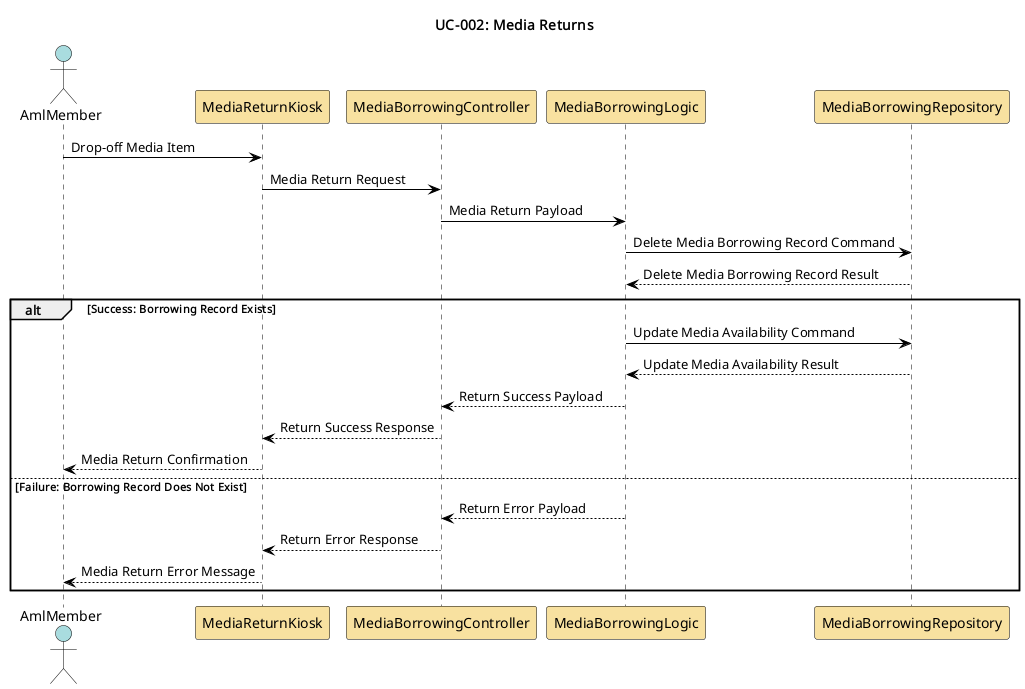 UC-002: Media Returns
AmlMember
MediaReturnKiosk
MediaBorrowingController
MediaBorrowingLogic
MediaBorrowingRepository
Drop-off Media Item
Media Return Request
Media Return Payload
Delete Media Borrowing Record Command
Delete Media Borrowing Record Result
alt
[Success: Borrowing Record Exists]
Update Media Availability Command
Update Media Availability Result
Return Success Payload
Return Success Response
Media Return Confirmation
[Failure: Borrowing Record Does Not Exist]
Return Error Payload
Return Error Response
Media Return Error Message
AmlMember
MediaReturnKiosk
MediaBorrowingController
MediaBorrowingLogic
MediaBorrowingRepository